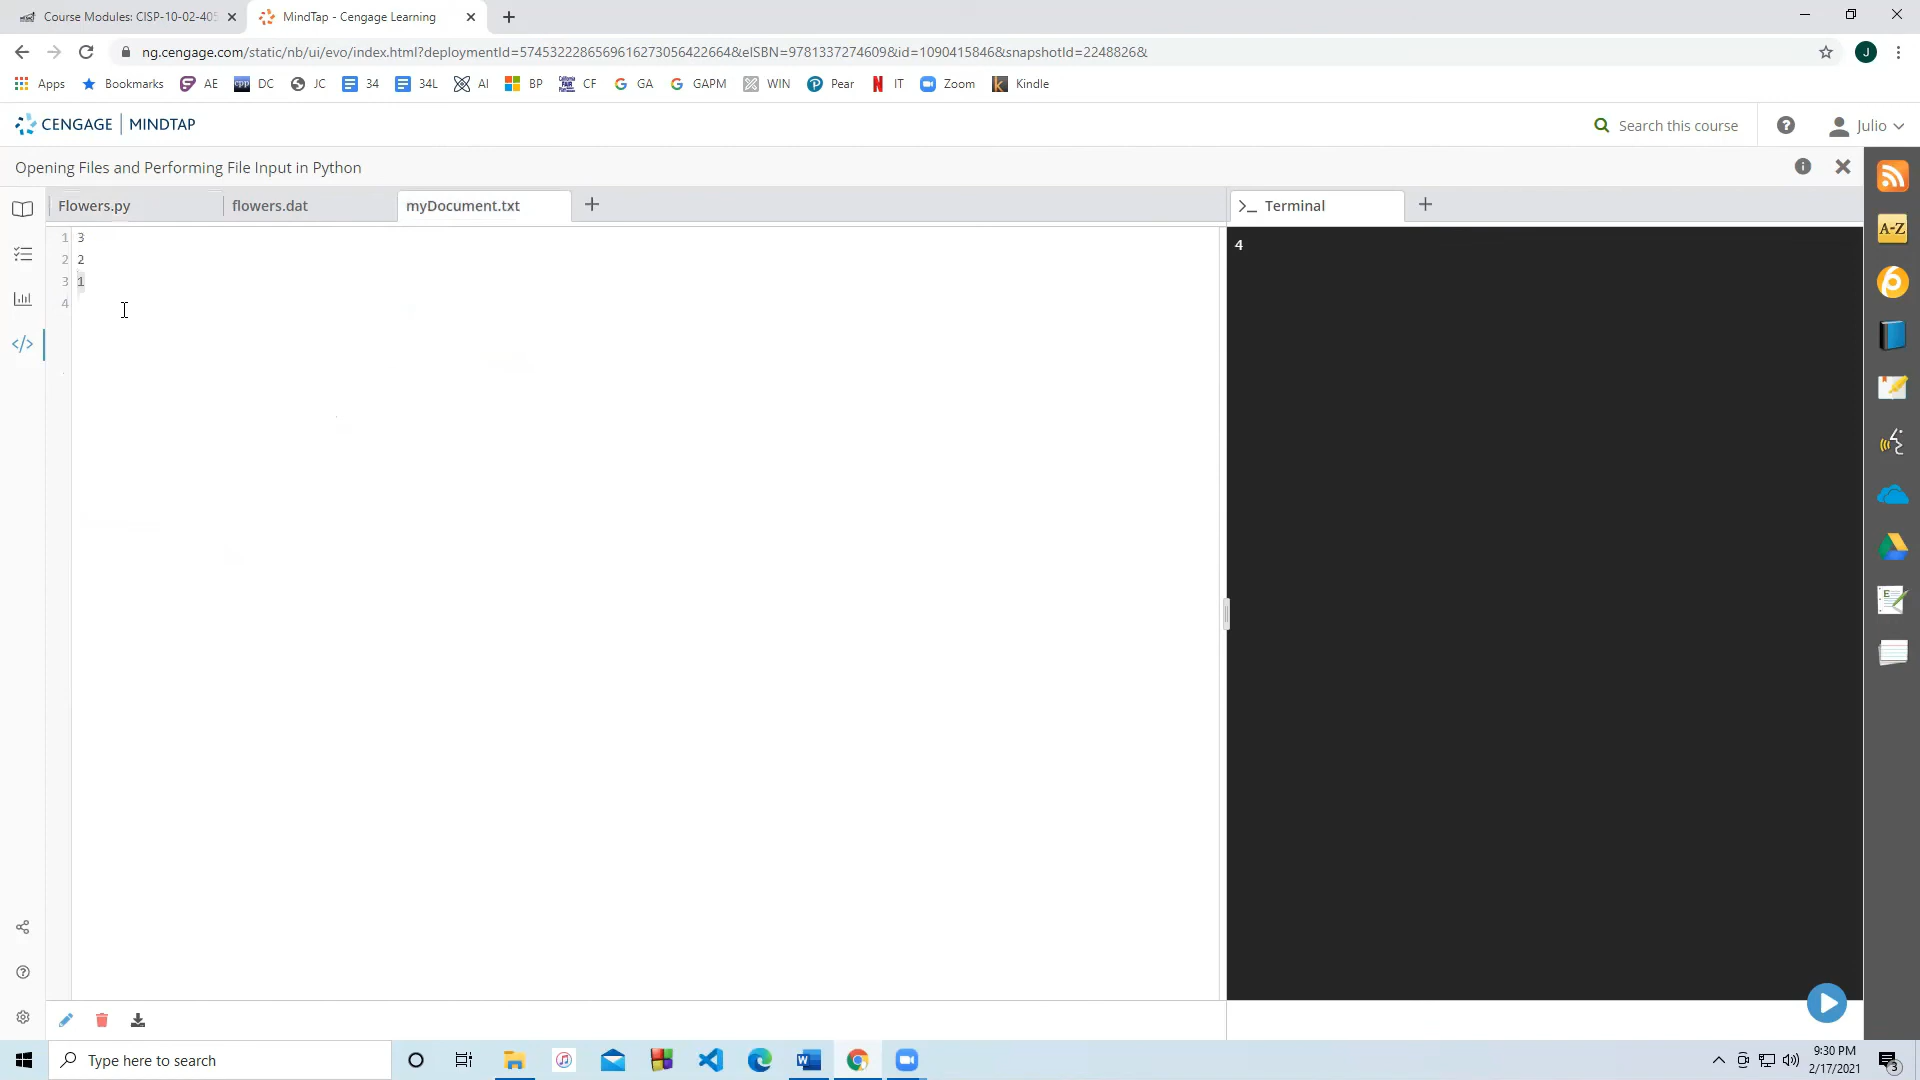 Course Modules: CISP-10-02-405
MindTap - Cengage Learning
ng.cengage.com/static/nb/ui/evo/index.html?deploymentId=5745322286569616273056422664&eISBN=9781337274609&id=1090415846&snapshotId=2248826&
J
Apps Bookmarks AE DC JC 34 34L AI BP CF GA GAPM WIN Pear IT Zoom Kindle
CENGAGE | MINDTAP
Search this course
Julio
Opening Files and Performing File Input in Python
Flowers.py flowers.dat myDocument.txt
>_ Terminal
1 3
2 2
3 1
4
4
A-Z
Type here to search
9:30 PM
2/17/2021
3